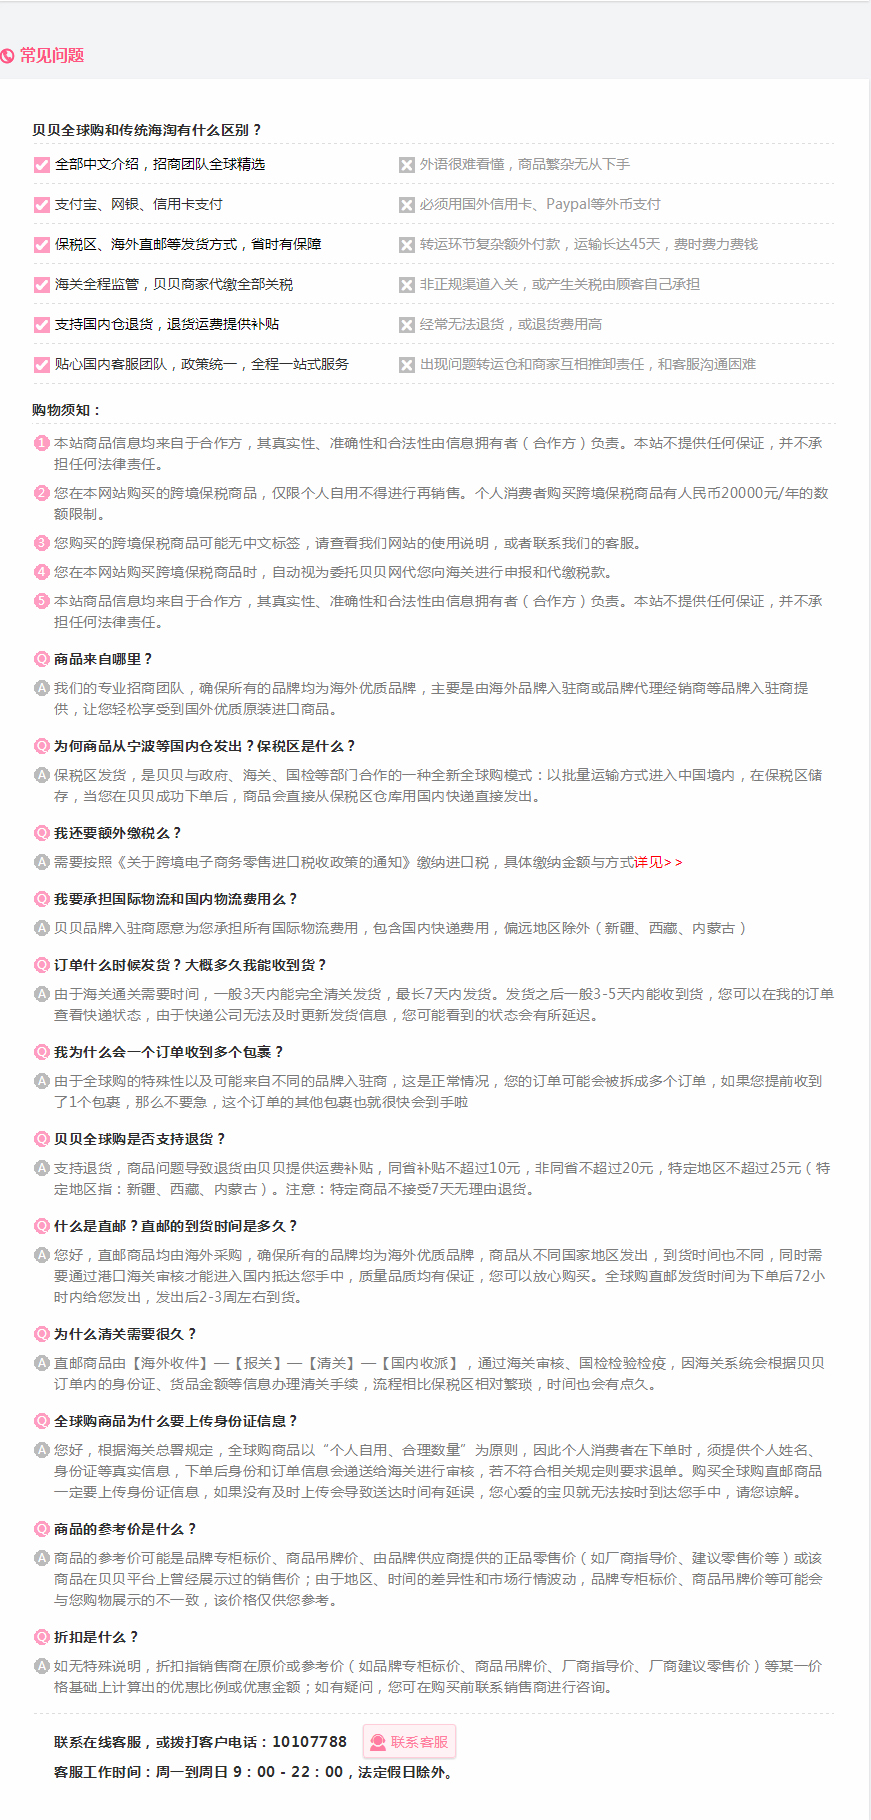 常见问题
贝贝全球购和传统海淘有什么区别？
全部中文介绍，招商团队全球精选
外语很难看懂，商品繁杂无从下手
支付宝、网银、信用卡支付
必须用国外信用卡、Paypal等外币支付
保税区、海外直邮等发货方式，省时有保障
转运环节复杂额外付款，运输长达45天，费时费力费钱
海关全程监管，贝贝商家代缴全部关税
非正规渠道入关，或产生关税由顾客自己承担
支持国内仓退货，退货运费提供补贴
经常无法退货，或退货费用高
贴心国内客服团队，政策统一，全程一站式服务
出现问题转运仓和商家互相推卸责任，和客服沟通困难
购物须知：
1 本站商品信息均来自于合作方，其真实性、准确性和合法性由信息拥有者（合作方）负责。本站不提供任何保证，并不承
担任何法律责任。
2 您在本网站购买的跨境保税商品，仅限个人自用不得进行再销售。个人消费者购买跨境保税商品有人民币20000元/年的数
额限制。
3 您购买的跨境保税商品可能无中文标签，请查看我们网站的使用说明，或者联系我们的客服。
4 您在本网站购买跨境保税商品时，自动视为委托贝贝网代您向海关进行申报和代缴税款。
5 本站商品信息均来自于合作方，其真实性、准确性和合法性由信息拥有者（合作方）负责。本站不提供任何保证，并不承
担任何法律责任。
Q 商品来自哪里？
A 我们的专业招商团队，确保所有的品牌均为海外优质品牌，主要是由海外品牌入驻商或品牌代理经销商等品牌入驻商提
供，让您轻松享受到国外优质原装进口商品。
Q 为何商品从宁波等国内仓发出？保税区是什么？
A 保税区发货，是贝贝与政府、海关、国检等部门合作的一种全新全球购模式：以批量运输方式进入中国境内，在保税区储
存，当您在贝贝成功下单后，商品会直接从保税区仓库用国内快递直接发出。
Q 我还要额外缴税么？
A 需要按照《关于跨境电子商务零售进口税收政策的通知》缴纳进口税，具体缴纳金额与方式详见>>
Q 我要承担国际物流和国内物流费用么？
A 贝贝品牌入驻商愿意为您承担所有国际物流费用，包含国内快递费用，偏远地区除外（新疆、西藏、内蒙古）
Q 订单什么时候发货？大概多久我能收到货？
A 由于海关通关需要时间，一般3天内能完全清关发货，最长7天内发货。发货之后一般3-5天内能收到货，您可以在我的订单
查看快递状态，由于快递公司无法及时更新发货信息，您可能看到的状态会有所延迟。
Q 我为什么会一个订单收到多个包裹？
A 由于全球购的特殊性以及可能来自不同的品牌入驻商，这是正常情况，您的订单可能会被拆成多个订单，如果您提前收到
了1个包裹，那么不要急，这个订单的其他包裹也就很快会到手啦
Q 贝贝全球购是否支持退货？
A 支持退货，商品问题导致退货由贝贝提供运费补贴，同省补贴不超过10元，非同省不超过20元，特定地区不超过25元（特
定地区指：新疆、西藏、内蒙古）。注意：特定商品不接受7天无理由退货。
Q 什么是直邮？直邮的到货时间是多久？
A 您好，直邮商品均由海外采购，确保所有的品牌均为海外优质品牌，商品从不同国家地区发出，到货时间也不同，同时需
要通过港口海关审核才能进入国内抵达您手中，质量品质均有保证，您可以放心购买。全球购直邮发货时间为下单后72小
时内给您发出，发出后2-3周左右到货。
Q 为什么清关需要很久？
A 直邮商品由【海外收件】—【报关】—【清关】—【国内收派】，通过海关审核、国检检验检疫，因海关系统会根据贝贝
订单内的身份证、货品金额等信息办理清关手续，流程相比保税区相对繁琐，时间也会有点久。
Q 全球购商品为什么要上传身份证信息？
A 您好，根据海关总署规定，全球购商品以“个人自用、合理数量”为原则，因此个人消费者在下单时，须提供个人姓名、
身份证等真实信息，下单后身份和订单信息会递送给海关进行审核，若不符合相关规定则要求退单。购买全球购直邮商品
一定要上传身份证信息，如果没有及时上传会导致送达时间有延误，您心爱的宝贝就无法按时到达您手中，请您谅解。
Q 商品的参考价是什么？
A 商品的参考价可能是品牌专柜标价、商品吊牌价、由品牌供应商提供的正品零售价（如厂商指导价、建议零售价等）或该
商品在贝贝平台上曾经展示过的销售价；由于地区、时间的差异性和市场行情波动，品牌专柜标价、商品吊牌价等可能会
与您购物展示的不一致，该价格仅供您参考。
Q 折扣是什么？
A 如无特殊说明，折扣指销售商在原价或参考价（如品牌专柜标价、商品吊牌价、厂商指导价、厂商建议零售价）等某一价
格基础上计算出的优惠比例或优惠金额；如有疑问，您可在购买前联系销售商进行咨询。
联系在线客服，或拨打客户电话：10107788 联系客服
客服工作时间：周一到周日 9：00 - 22：00，法定假日除外。